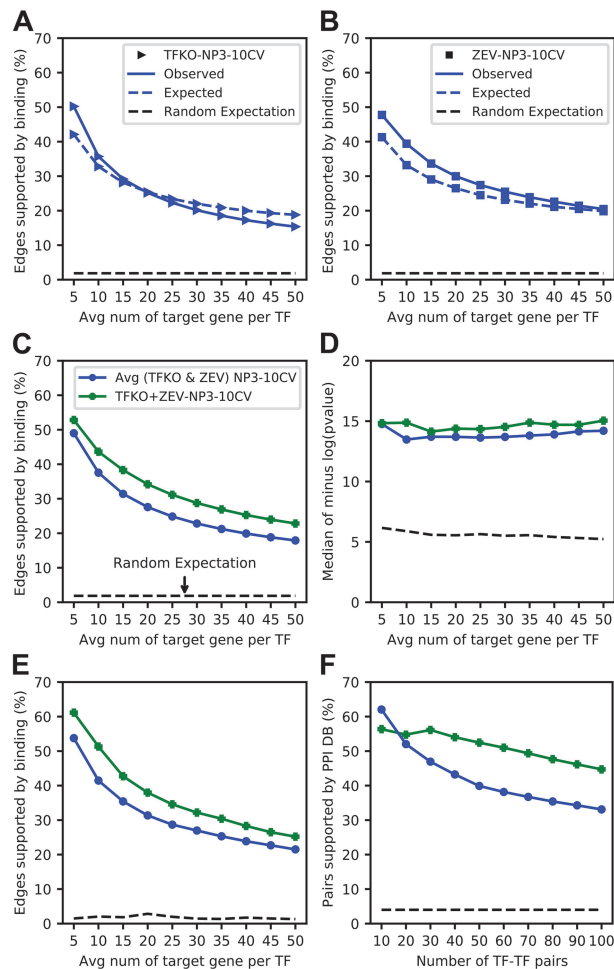 A
70
60
50
40
30
20
10
0
Edges supported by binding (%)
TFKO-NP3-10CV
Observed
Expected
Random Expectation
5 10 15 20 25 30 35 40 45 50
Avg num of target gene per TF
B
70
60
50
40
30
20
10
0
Edges supported by binding (%)
ZEV-NP3-10CV
Observed
Expected
Random Expectation
5 10 15 20 25 30 35 40 45 50
Avg num of target gene per TF
C
70
60
50
40
30
20
10
0
Edges supported by binding (%)
Avg (TFKO & ZEV) NP3-10CV
TFKO+ZEV-NP3-10CV
Random Expectation
5 10 15 20 25 30 35 40 45 50
Avg num of target gene per TF
D
20
15
10
5
0
Median of minus log(pvalue)
5 10 15 20 25 30 35 40 45 50
Avg num of target gene per TF
E
70
60
50
40
30
20
10
0
Edges supported by binding (%)
5 10 15 20 25 30 35 40 45 50
Avg num of target gene per TF
F
70
60
50
40
30
20
10
0
Pairs supported by PPI DB (%)
10 20 30 40 50 60 70 80 90 100
Number of TF-TF pairs